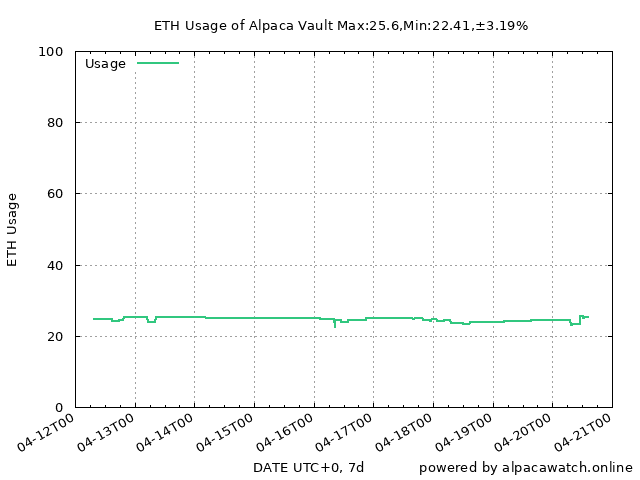 ETH Usage of Alpaca Vault Max:25.6,Min:22.41,±3.19%
100
Usage
80
60
ETH Usage
40
20
0
04-12T00 04-13T00 04-14T00 04-15T00 04-16T00 04-17T00 04-18T00 04-19T00 04-20T00 04-21T00
DATE UTC+0, 7d
powered by alpacawatch.online